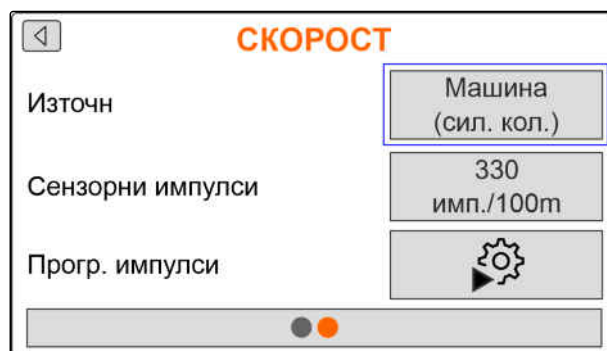 СКОРОСТ
Източн
Машина
(сил. кол.)
Сензорни импулси
330
имп./100m
Прогр. импулси